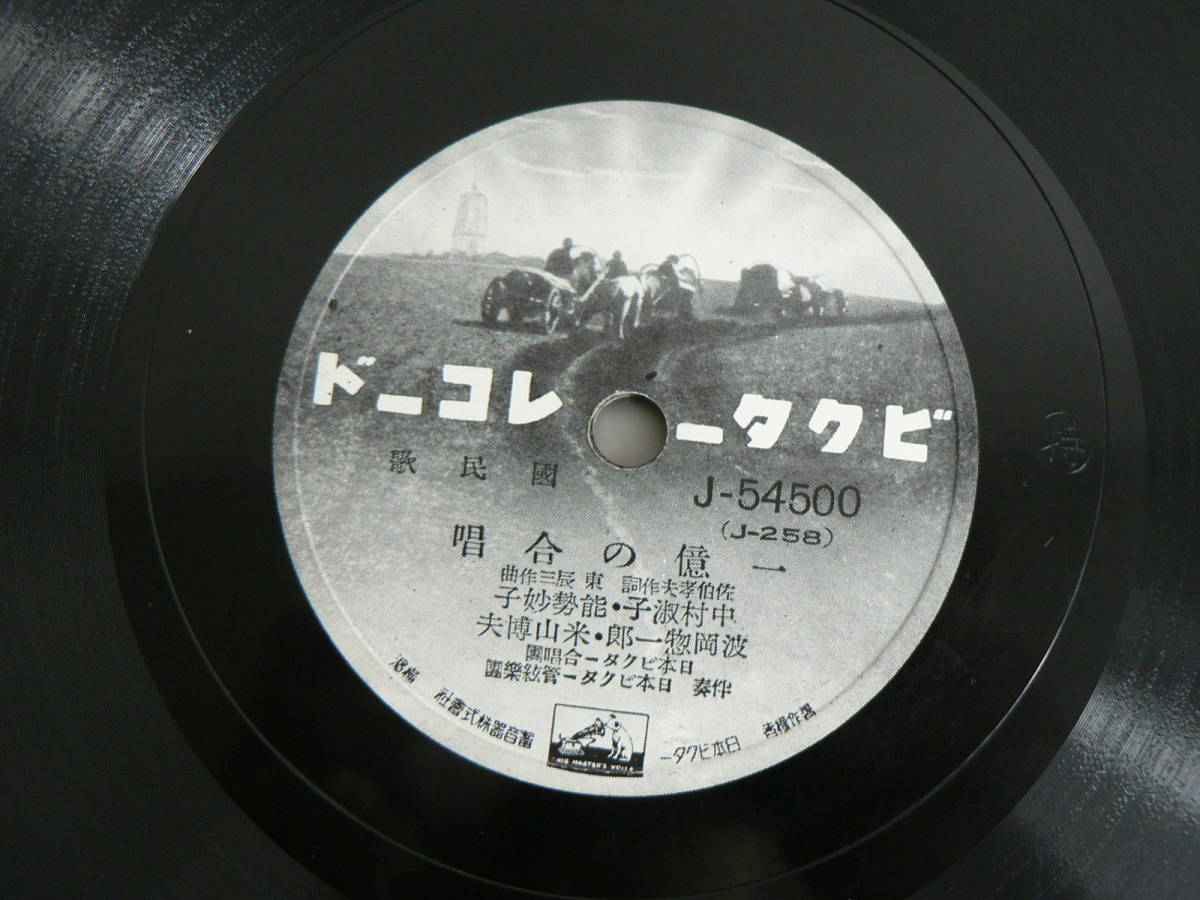 ビクターレコード
國民歌
J-54500
(J-258)
一億の合唱
佐伯孝夫作詞 東辰三作曲
中村淑子・能勢妙子
波岡惣一郎・米山博夫
日本ビクター合唱團
伴奏 日本ビクター管絃樂團
著作權者 日本ビクター蓄音器株式會社 横濱
"HIS MASTER'S VOICE"